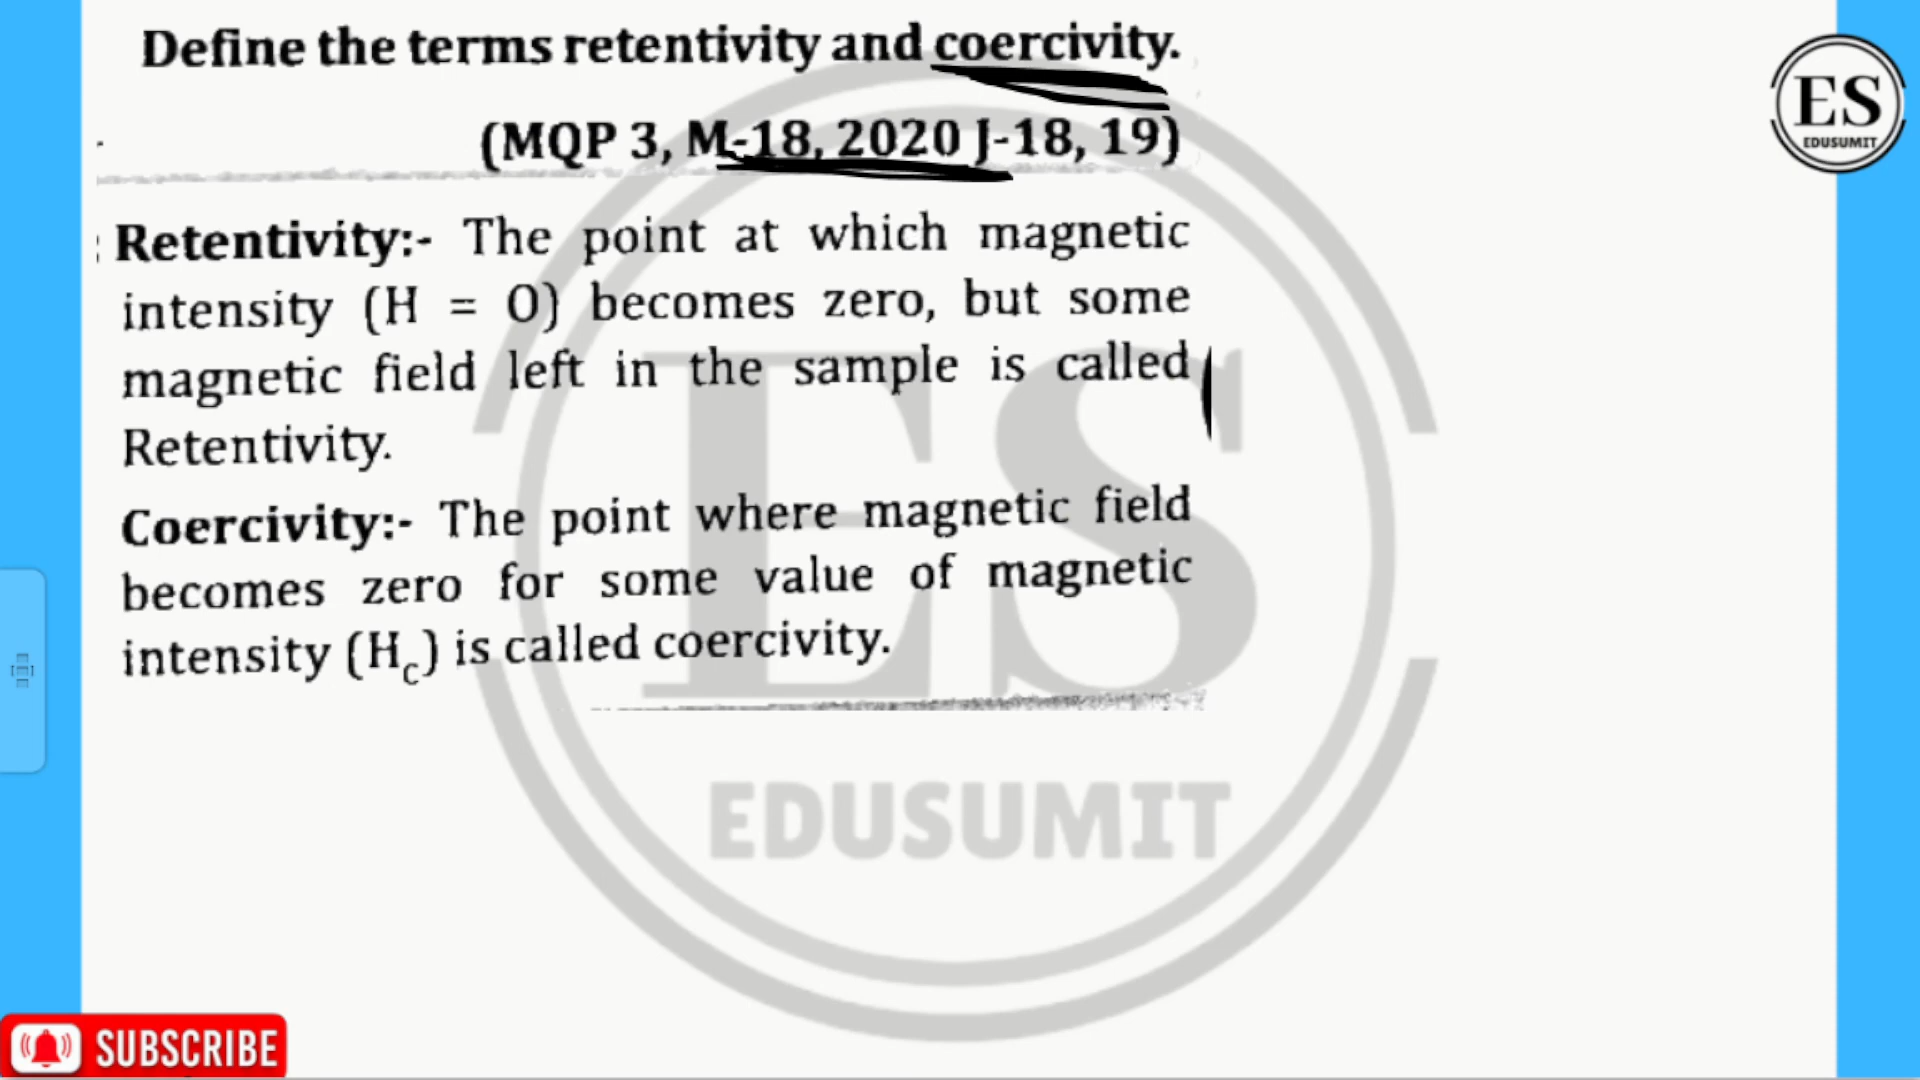 Define the terms retentivity and coercivity.
(MQP 3, M-18, 2020 J-18, 19)
Retentivity:- The point at which magnetic
intensity (H = O) becomes zero, but some
magnetic field left in the sample is called
Retentivity.
Coercivity:- The point where magnetic field
becomes zero for some value of magnetic
intensity (Hc) is called coercivity.
ES
EDUSUMIT
ES
EDUSUMIT
SUBSCRIBE